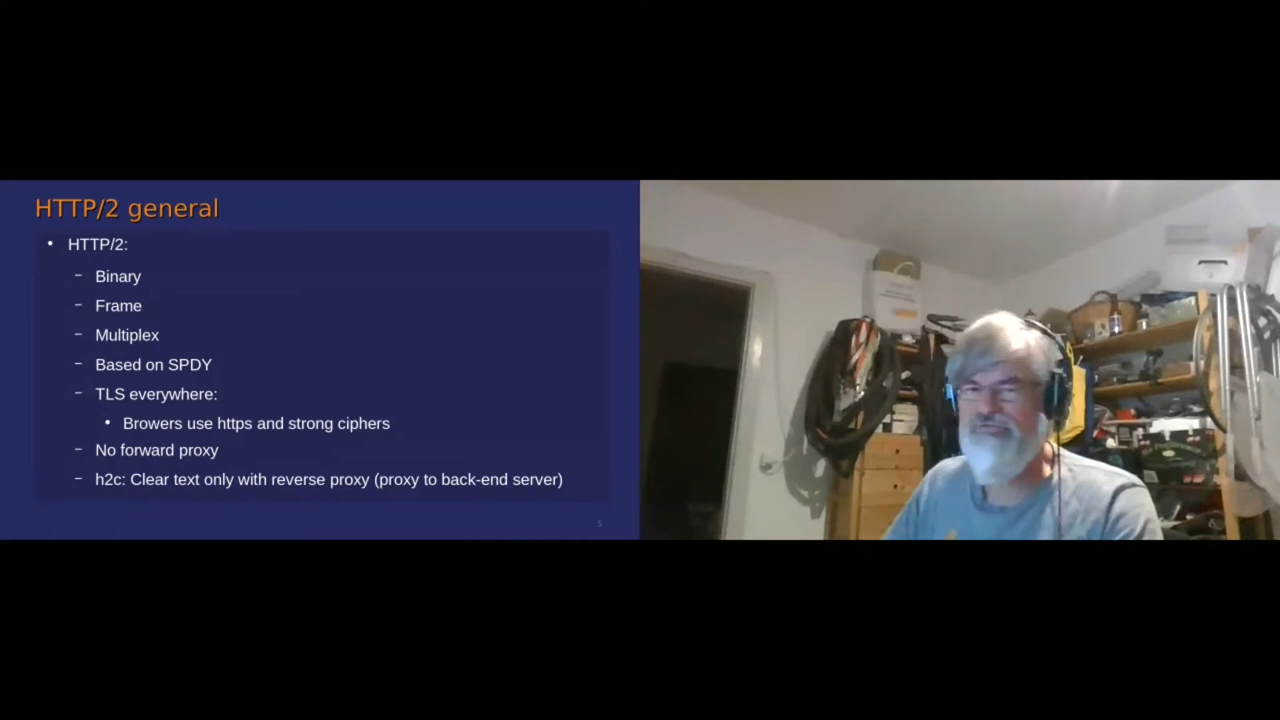 HTTP/2 general
• HTTP/2:
– Binary
– Frame
– Multiplex
– Based on SPDY
– TLS everywhere:
• Browers use https and strong ciphers
– No forward proxy
– h2c: Clear text only with reverse proxy (proxy to back-end server)
5